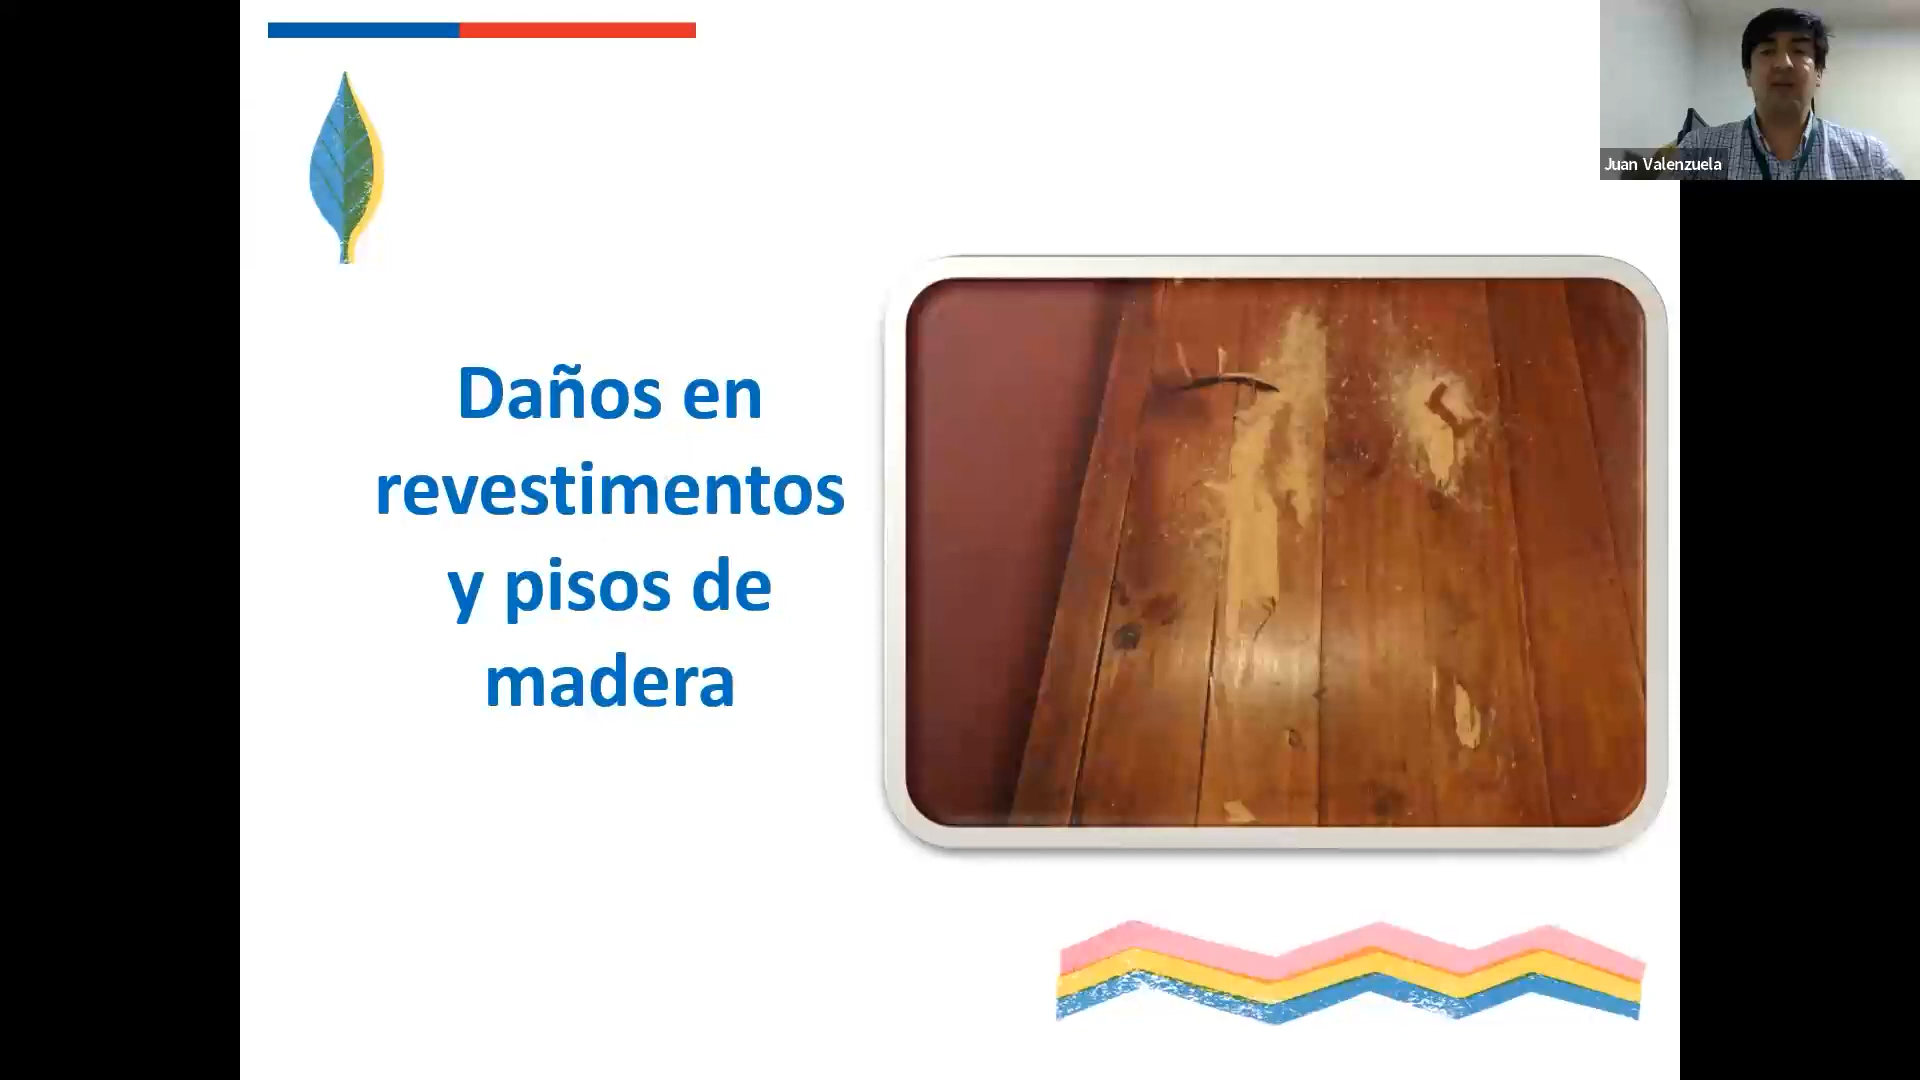 Daños en
revestimentos
y pisos de
madera
Juan Valenzuela